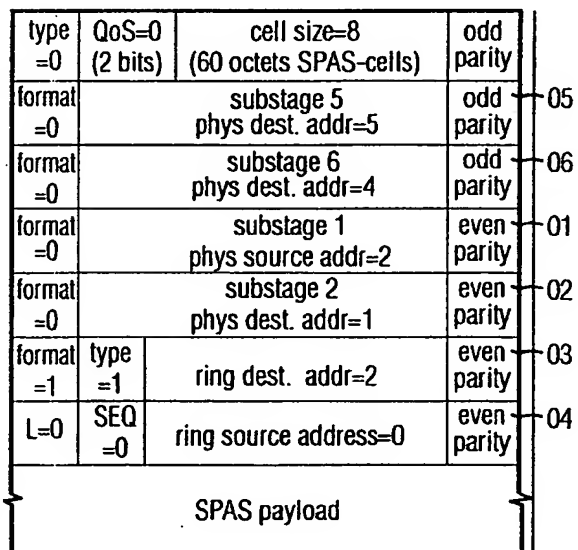 type QoS=0 cell size=8 odd
=0 (2 bits) (60 octets SPAS-cells) parity
format substage 5 odd 05
=0 phys dest. addr=5 parity
format substage 6 odd 06
=0 phys dest. addr=4 parity
format substage 1 even 01
=0 phys source addr=2 parity
format substage 2 even 02
=0 phys dest. addr=1 parity
format type ring dest. addr=2 even 03
=1 =1 parity
L=0 SEQ ring source address=0 even 04
=0 parity
SPAS payload